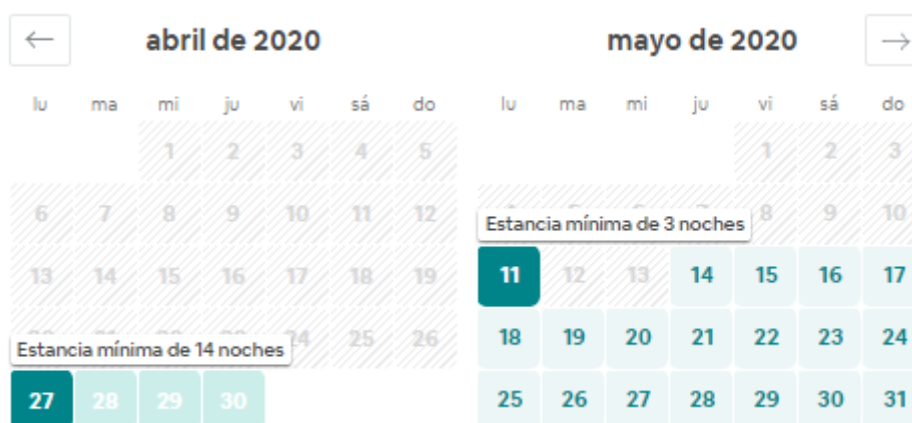 ← abril de 2020
lu ma mi ju vi sá do
1 2 3 4 5
6 7 8 9 10 11 12
13 14 15 16 17 18 19
24 25 26
Estancia mínima de 14 noches
27 28 29 30
mayo de 2020 →
lu ma mi ju vi sá do
1 2 3
8 9 10
Estancia mínima de 3 noches
11 12 13 14 15 16 17
18 19 20 21 22 23 24
25 26 27 28 29 30 31